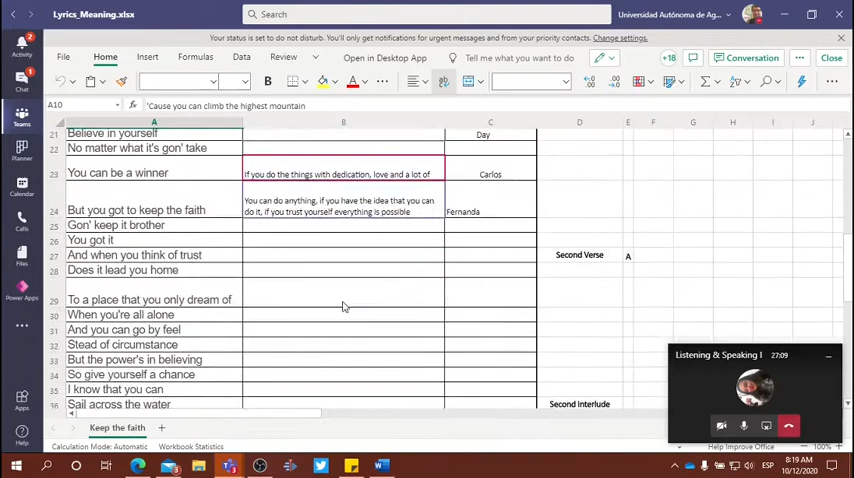 Lyrics_Meaning.xlsx
Search
Universidad Autónoma de Ag...
Your status is set to do not disturb. You'll only get notifications for urgent messages and from your priority contacts. Change settings.
File Home Insert Formulas Data Review Open in Desktop App Tell me what you want to do +18 Conversation Close
A10 fx 'Cause you can climb the highest mountain
A B C D E F G H I J
21 Believe in yourself Day
22 No matter what it's gon' take
23 You can be a winner If you do the things with dedication, love and a lot of Carlos
You can do anything, if you have the idea that you can
24 But you got to keep the faith do it, if you trust yourself everything is possible Fernanda
25 Gon' keep it brother
26 You got it
27 And when you think of trust Second Verse A
28 Does it lead you home
29 To a place that you only dream of
30 When you're all alone
31 And you can go by feel
32 Stead of circumstance
33 But the power's in believing
34 So give yourself a chance
35 I know that you can
36 Sail across the water Second Interlude
Keep the faith
Calculation Mode: Automatic Workbook Statistics
Help Improve Office 100%
2
Activity
1
Chat
Teams
Planner
Calendar
Calls
Files
Power Apps
Apps
Help
Listening & Speaking I 27:09
3
ESP
8:19 AM
10/12/2020